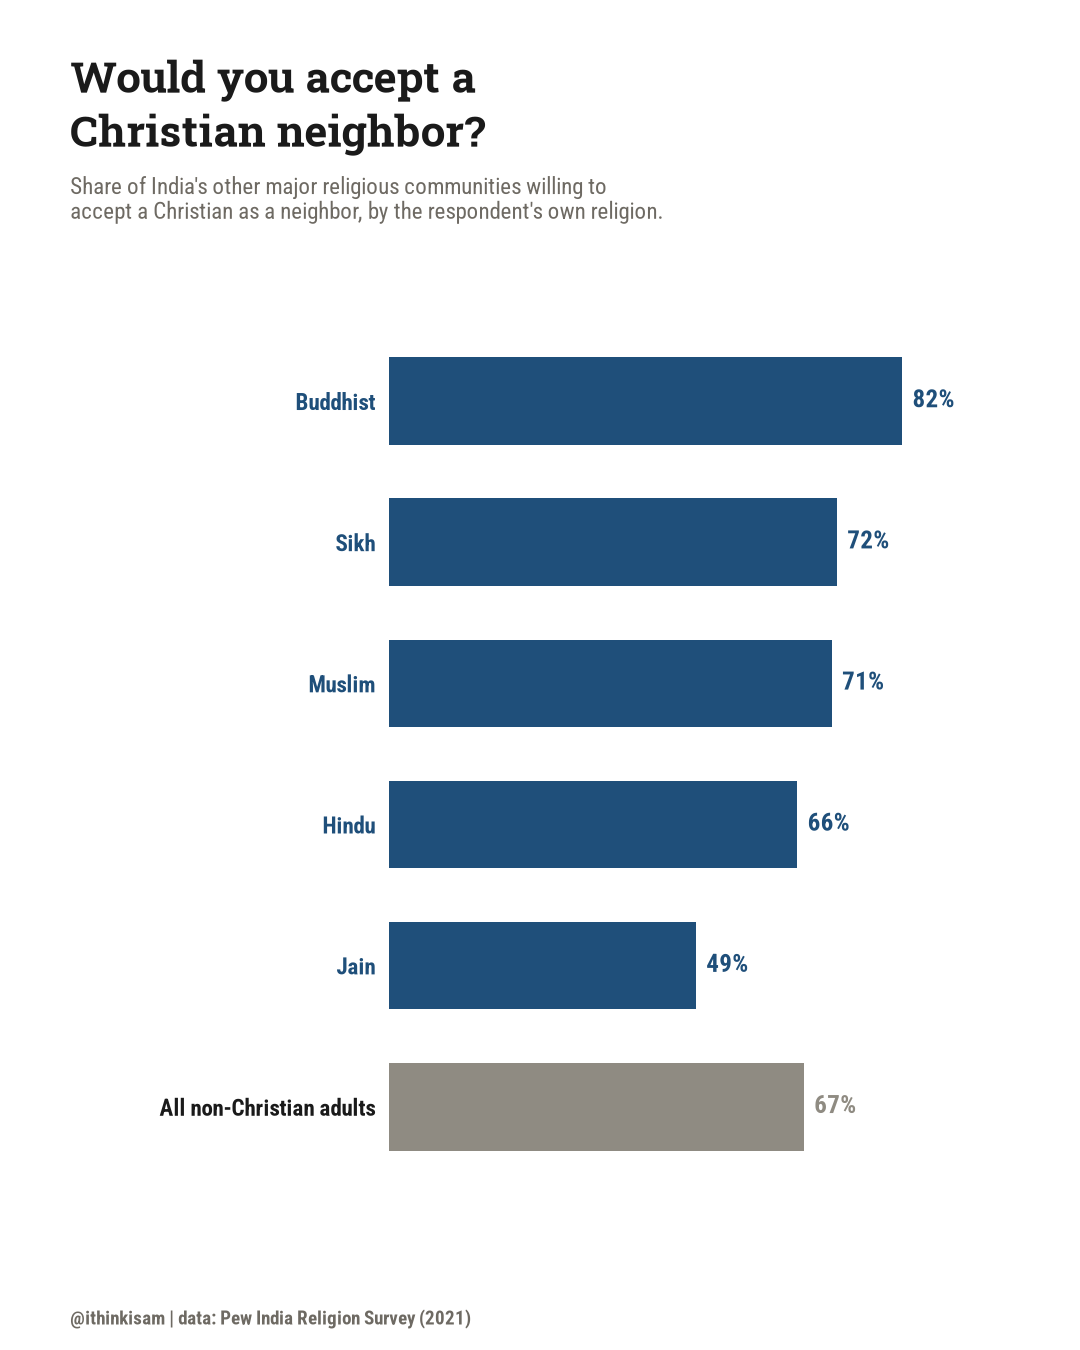 Would you accept a
Christian neighbor?
Share of India's other major religious communities willing to
accept a Christian as a neighbor, by the respondent's own religion.
Buddhist 82%
Sikh 72%
Muslim 71%
Hindu 66%
Jain 49%
All non-Christian adults 67%
@ithinkisam | data: Pew India Religion Survey (2021)